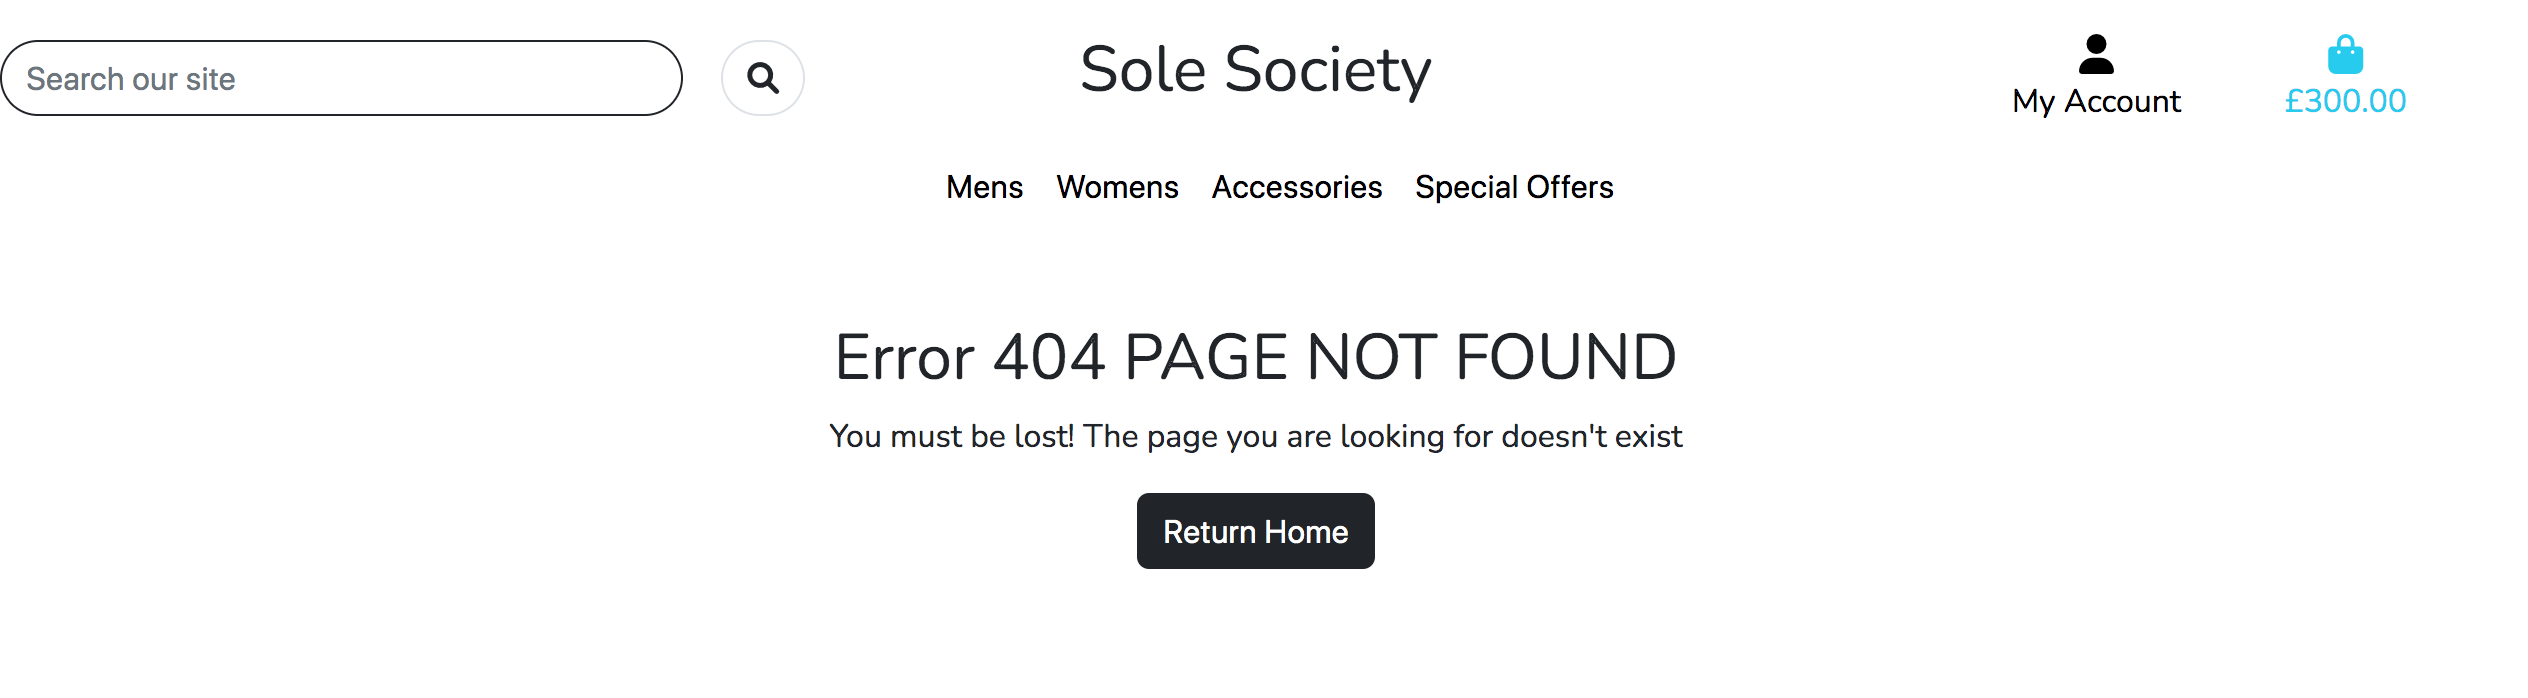 Search our site
Sole Society
My Account
£300.00
Mens Womens Accessories Special Offers
Error 404 PAGE NOT FOUND
You must be lost! The page you are looking for doesn't exist
Return Home